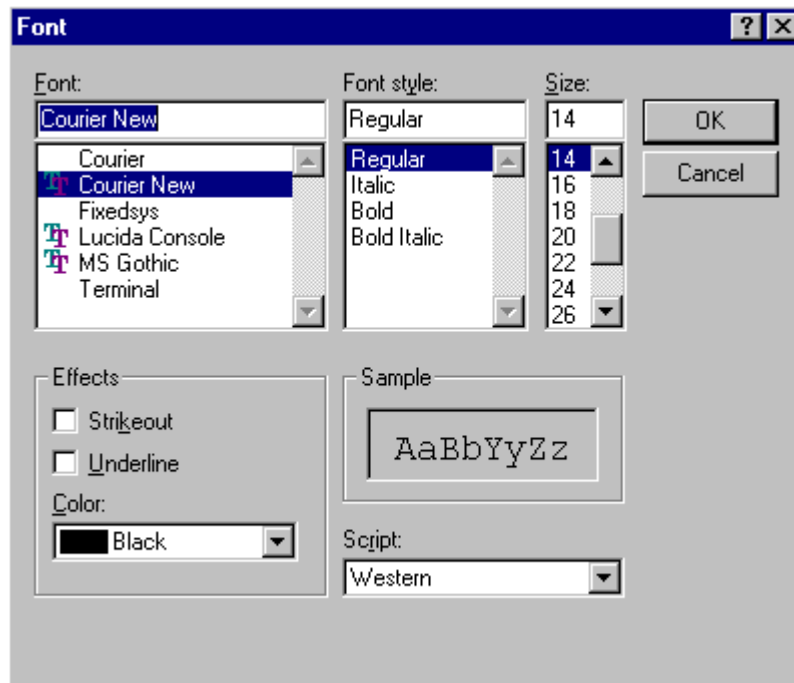 Font
Font: Font style: Size:
Courier New Regular 14
OK
Cancel
Courier
Courier New
Fixedsys
Lucida Console
MS Gothic
Terminal
Regular
Italic
Bold
Bold Italic
14
16
18
20
22
24
26
Effects
Strikeout
Underline
Color:
Black
Sample
AaBbYyZz
Script:
Western